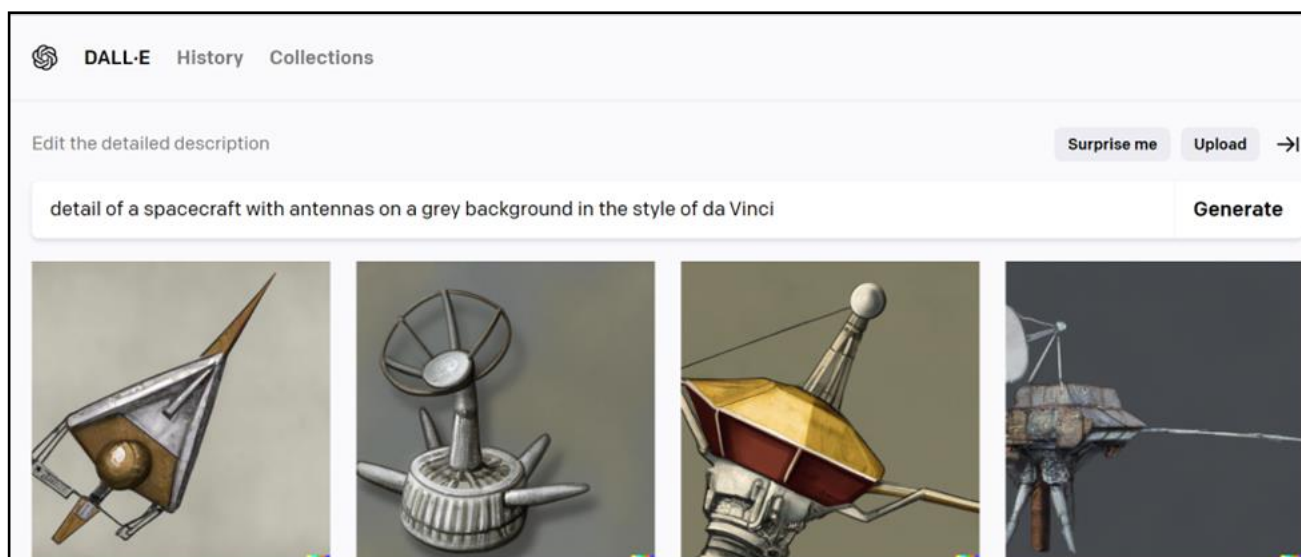 DALL·E History Collections
Edit the detailed description
Surprise me Upload
detail of a spacecraft with antennas on a grey background in the style of da Vinci
Generate